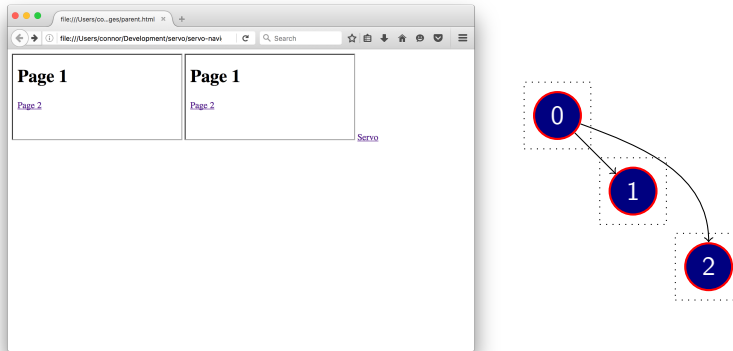 file:///Users/co...ges/parent.html
file:///Users/connor/Development/servo/servo-navi
Search
Page 1
Page 2
Page 1
Page 2
Servo
0
1
2